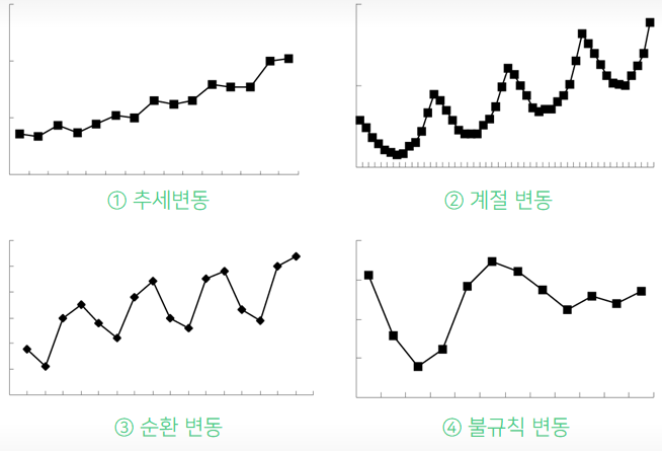 ① 추세변동
② 계절 변동
③ 순환 변동
④ 불규칙 변동